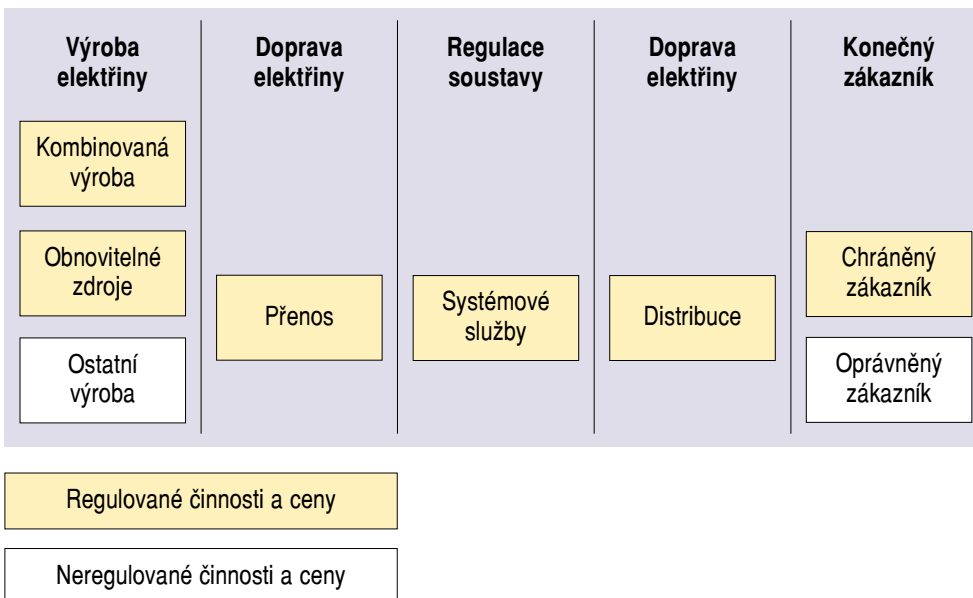 Výroba
elektřiny
Doprava
elektřiny
Regulace
soustavy
Doprava
elektřiny
Konečný
zákazník
Kombinovaná
výroba
Obnovitelné
zdroje
Ostatní
výroba
Přenos
Systémové
služby
Distribuce
Chráněný
zákazník
Oprávněný
zákazník
Regulované činnosti a ceny
Neregulované činnosti a ceny